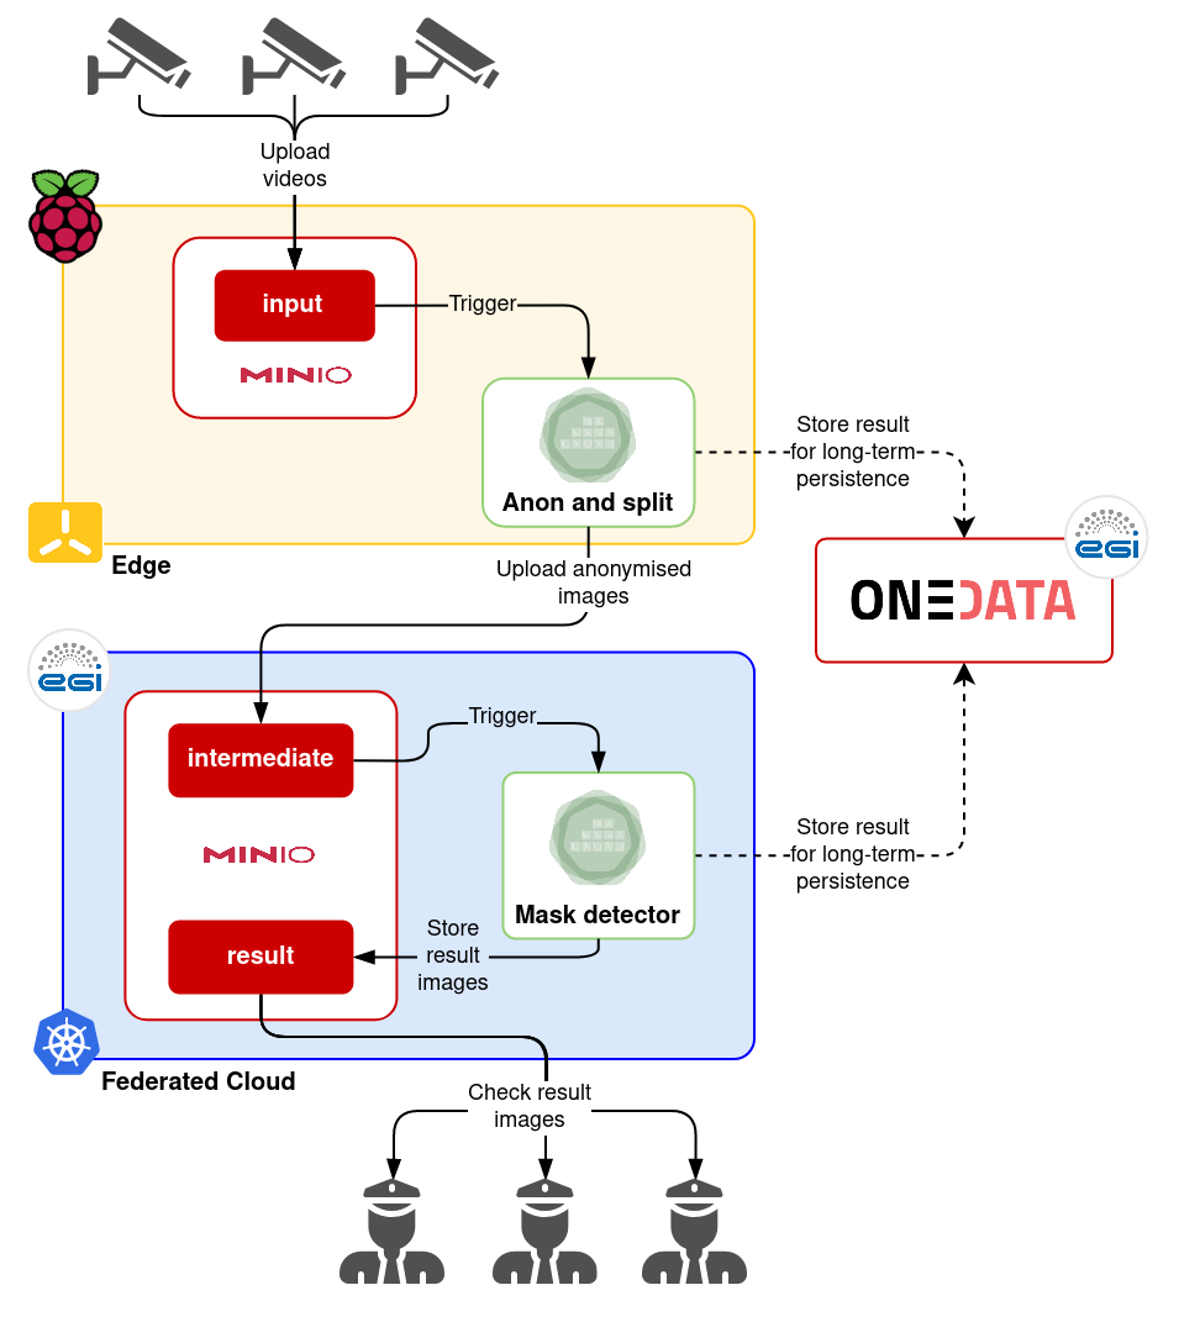 Upload
videos
input
Trigger
MINIO
Anon and split
Store result
for long-term
persistence
Edge
Upload anonymised
images
egi
ONEDATA
egi
intermediate
Trigger
MINIO
Mask detector
Store result
for long-term
persistence
Store
result
images
result
Federated Cloud
Check result
images